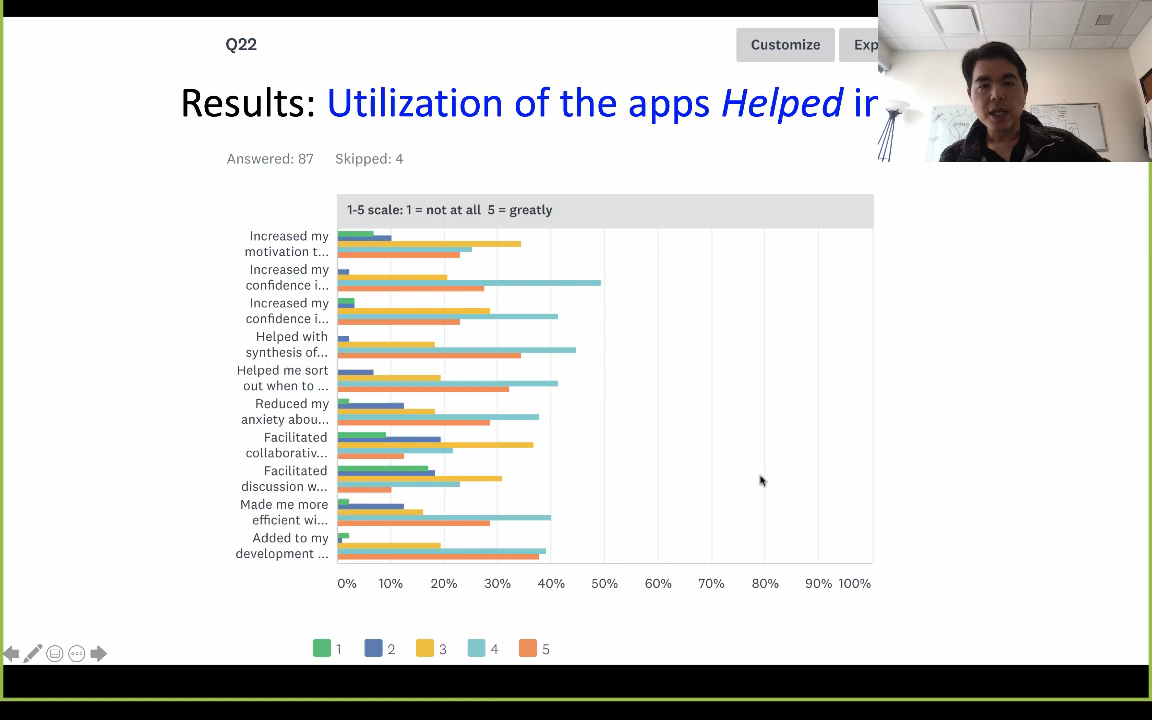 Q22
Customize
Exp
Results: Utilization of the apps Helped in
Answered: 87 Skipped: 4
1-5 scale: 1 = not at all 5 = greatly
Increased my
motivation t...
Increased my
confidence i...
Increased my
confidence i...
Helped with
synthesis of...
Helped me sort
out when to ...
Reduced my
anxiety abou...
Facilitated
collaborativ...
Facilitated
discussion w...
Made me more
efficient wi...
Added to my
development ...
0% 10% 20% 30% 40% 50% 60% 70% 80% 90% 100%
1 2 3 4 5